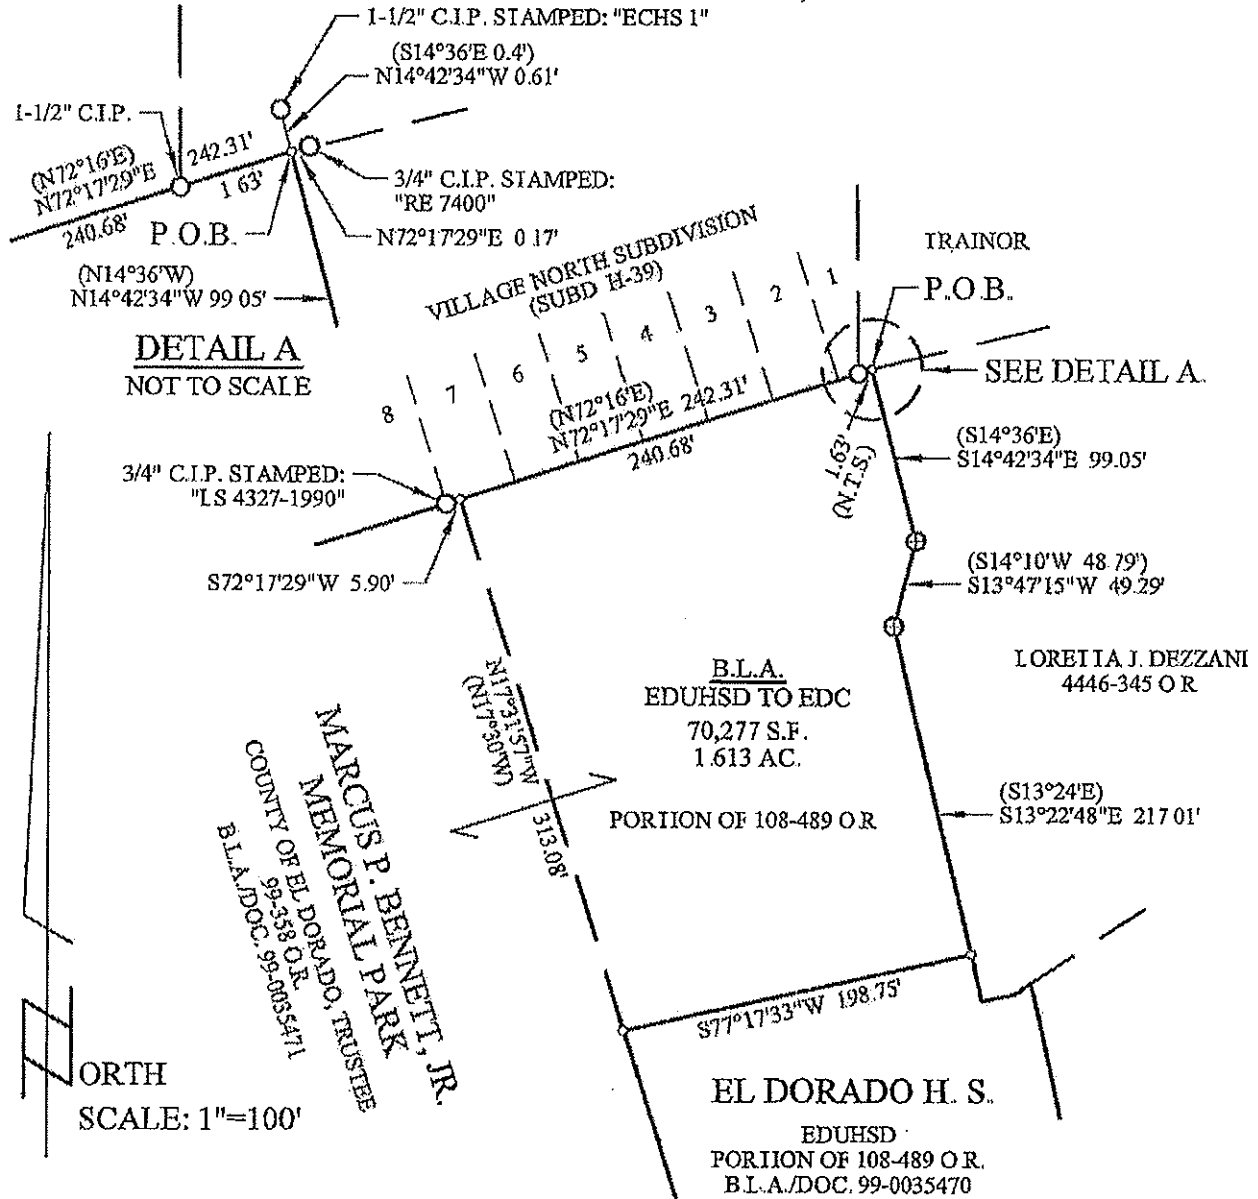 1-1/2" C.I.P. STAMPED: "ECHS 1"
(S14°36'E 0.4')
N14°42'34"W 0.61'
1-1/2" C.I.P.
(N72°16'E)
N72°17'29"E
242.31'
240.68'
1 63'
3/4" C.I.P. STAMPED:
"RE 7400"
P.O.B.
N72°17'29"E 0 17'
(N14°36'W)
N14°42'34"W 99 05'
DETAIL A
NOT TO SCALE
VILLAGE NORTH SUBDIVISION
(SUBD H-39)
TRAINOR
P.O.B.
SEE DETAIL A.
8
7
6
5
4
3
2
1
(N72°16'E)
N72°17'29"E 242.31'
240.68'
1.63'
(N.T.S.)
(S14°36'E)
S14°42'34"E 99.05'
3/4" C.I.P. STAMPED:
"LS 4327-1990"
S72°17'29"W 5.90'
(S14°10'W 48.79')
S13°47'15"W 49.29'
LORETTA J. DEZZANI
4446-345 O R
B.L.A.
EDUHSD TO EDC
70,277 S.F.
1.613 AC.
PORTION OF 108-489 O R
N17°31'57"W
(N17°30'W)
313.08'
(S13°24'E)
S13°22'48"E 217 01'
MARCUS P. BENNETT, JR.
MEMORIAL PARK
COUNTY OF EL DORADO, TRUSTEE
99-358 O.R.
B.L.A./DOC. 99-0035471
S77°17'33"W 198.75'
ORTH
SCALE: 1"=100'
EL DORADO H. S.
EDUHSD
PORTION OF 108-489 O R.
B.L.A./DOC. 99-0035470